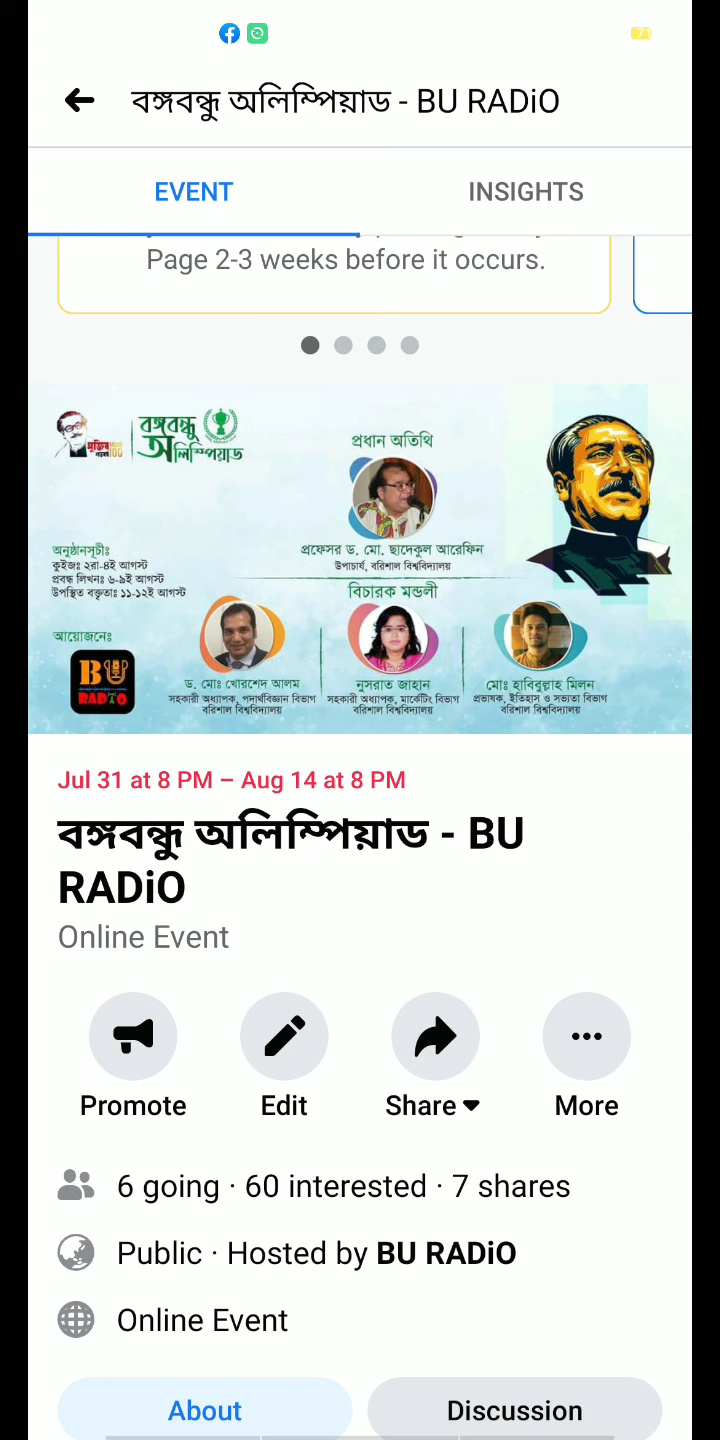 71
বঙ্গবন্ধু অলিম্পিয়াড - BU RADiO
EVENT
INSIGHTS
Page 2-3 weeks before it occurs.
বঙ্গবন্ধু
অলিম্পিয়াড
প্রধান অতিথি
প্রফেসর ড. মো. ছাদেকুল আরেফিন
উপাচার্য, বরিশাল বিশ্ববিদ্যালয়
অনুষ্ঠানসূচীঃ
কুইজঃ ২রা-৪ই আগস্ট
প্রবন্ধ লিখনঃ ৬-৯ই আগস্ট
উপস্থিত বক্তৃতাঃ ১১-১২ই আগস্ট
বিচারক মন্ডলী
আয়োজনেঃ
BU
RADIO
ড. মোঃ খোরশেদ আলম
সহকারী অধ্যাপক, পদার্থবিজ্ঞান বিভাগ
বরিশাল বিশ্ববিদ্যালয়
নুসরাত জাহান
সহকারী অধ্যাপক, মার্কেটিং বিভাগ
বরিশাল বিশ্ববিদ্যালয়
মোঃ হাবিবুল্লাহ মিলন
প্রভাষক, ইতিহাস ও সভ্যতা বিভাগ
বরিশাল বিশ্ববিদ্যালয়
Jul 31 at 8 PM – Aug 14 at 8 PM
বঙ্গবন্ধু অলিম্পিয়াড - BU
RADiO
Online Event
Promote
Edit
Share
More
6 going · 60 interested · 7 shares
Public · Hosted by BU RADiO
Online Event
About
Discussion